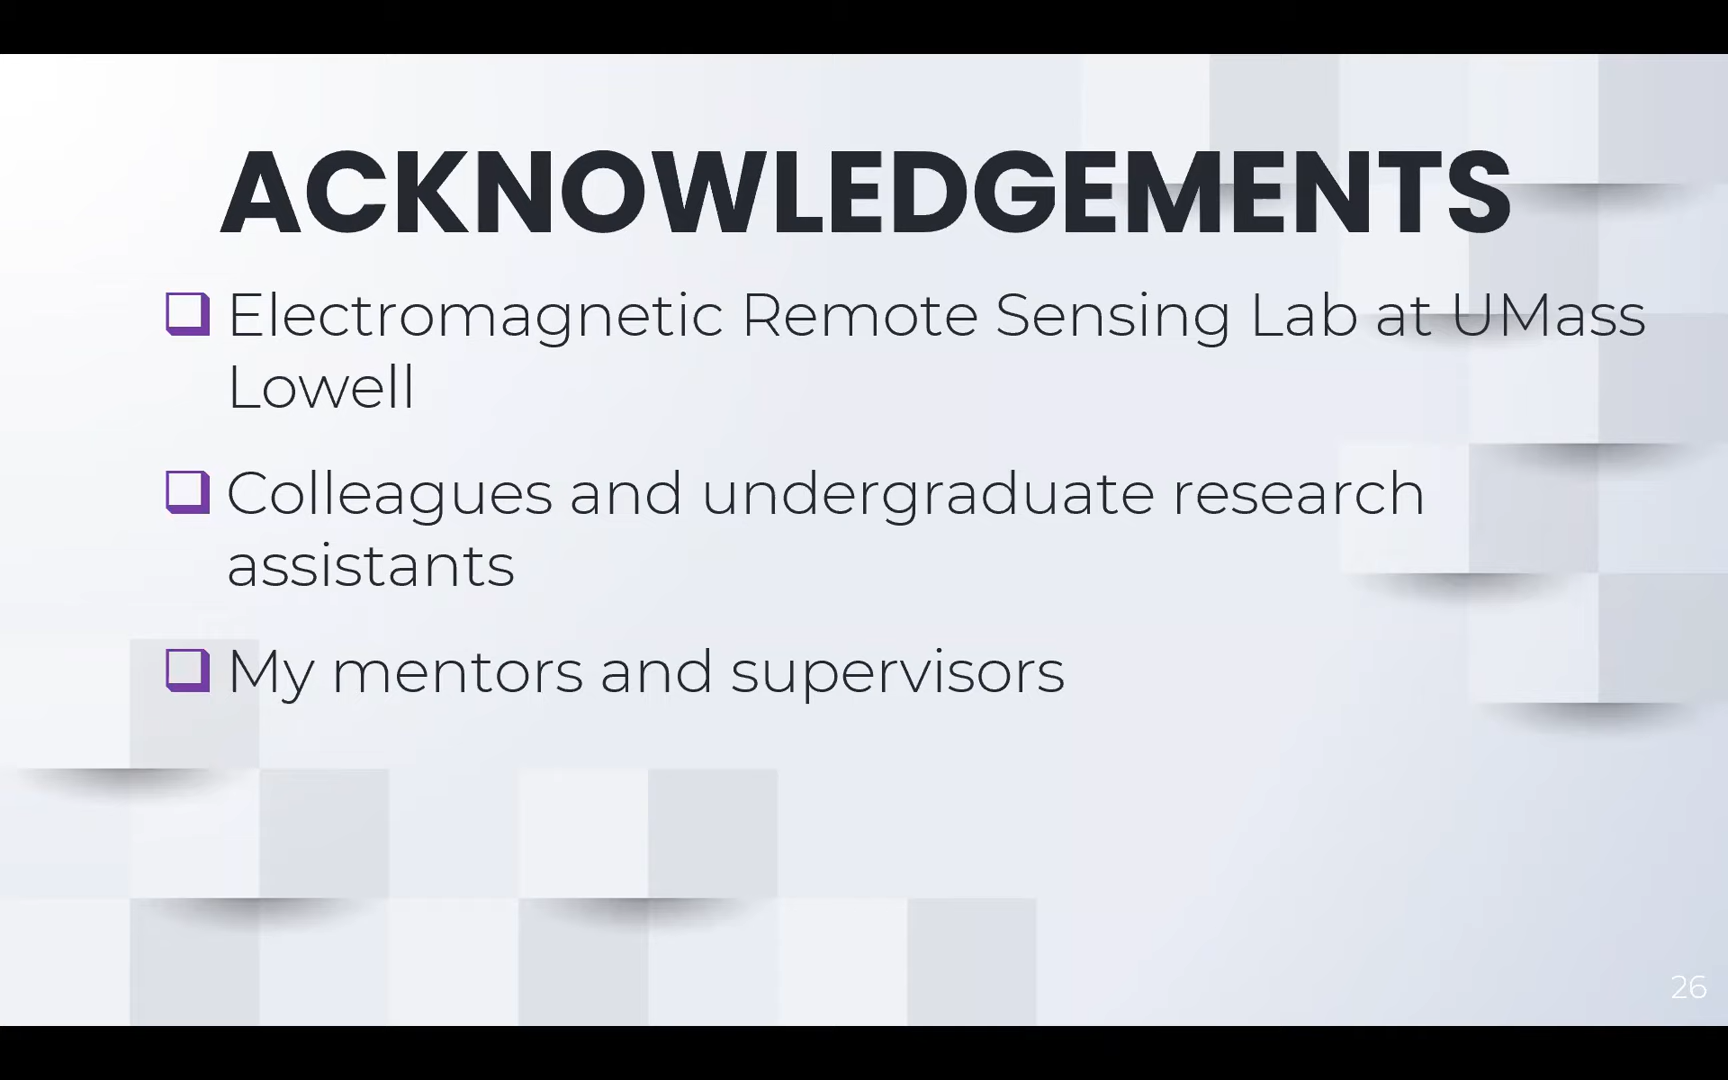 ACKNOWLEDGEMENTS
Electromagnetic Remote Sensing Lab at UMass
Lowell
Colleagues and undergraduate research
assistants
My mentors and supervisors
26